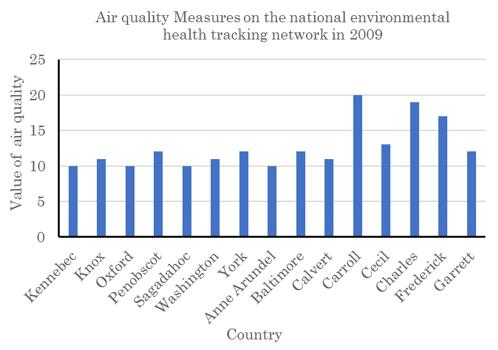 Air quality Measures on the national environmental
health tracking network in 2009
Value of air quality
25
20
15
10
5
0
Kennebec
Knox
Oxford
Penobscot
Sagadahoc
Washington
York
Anne Arundel
Baltimore
Calvert
Carroll
Cecil
Charles
Frederick
Garrett
Country